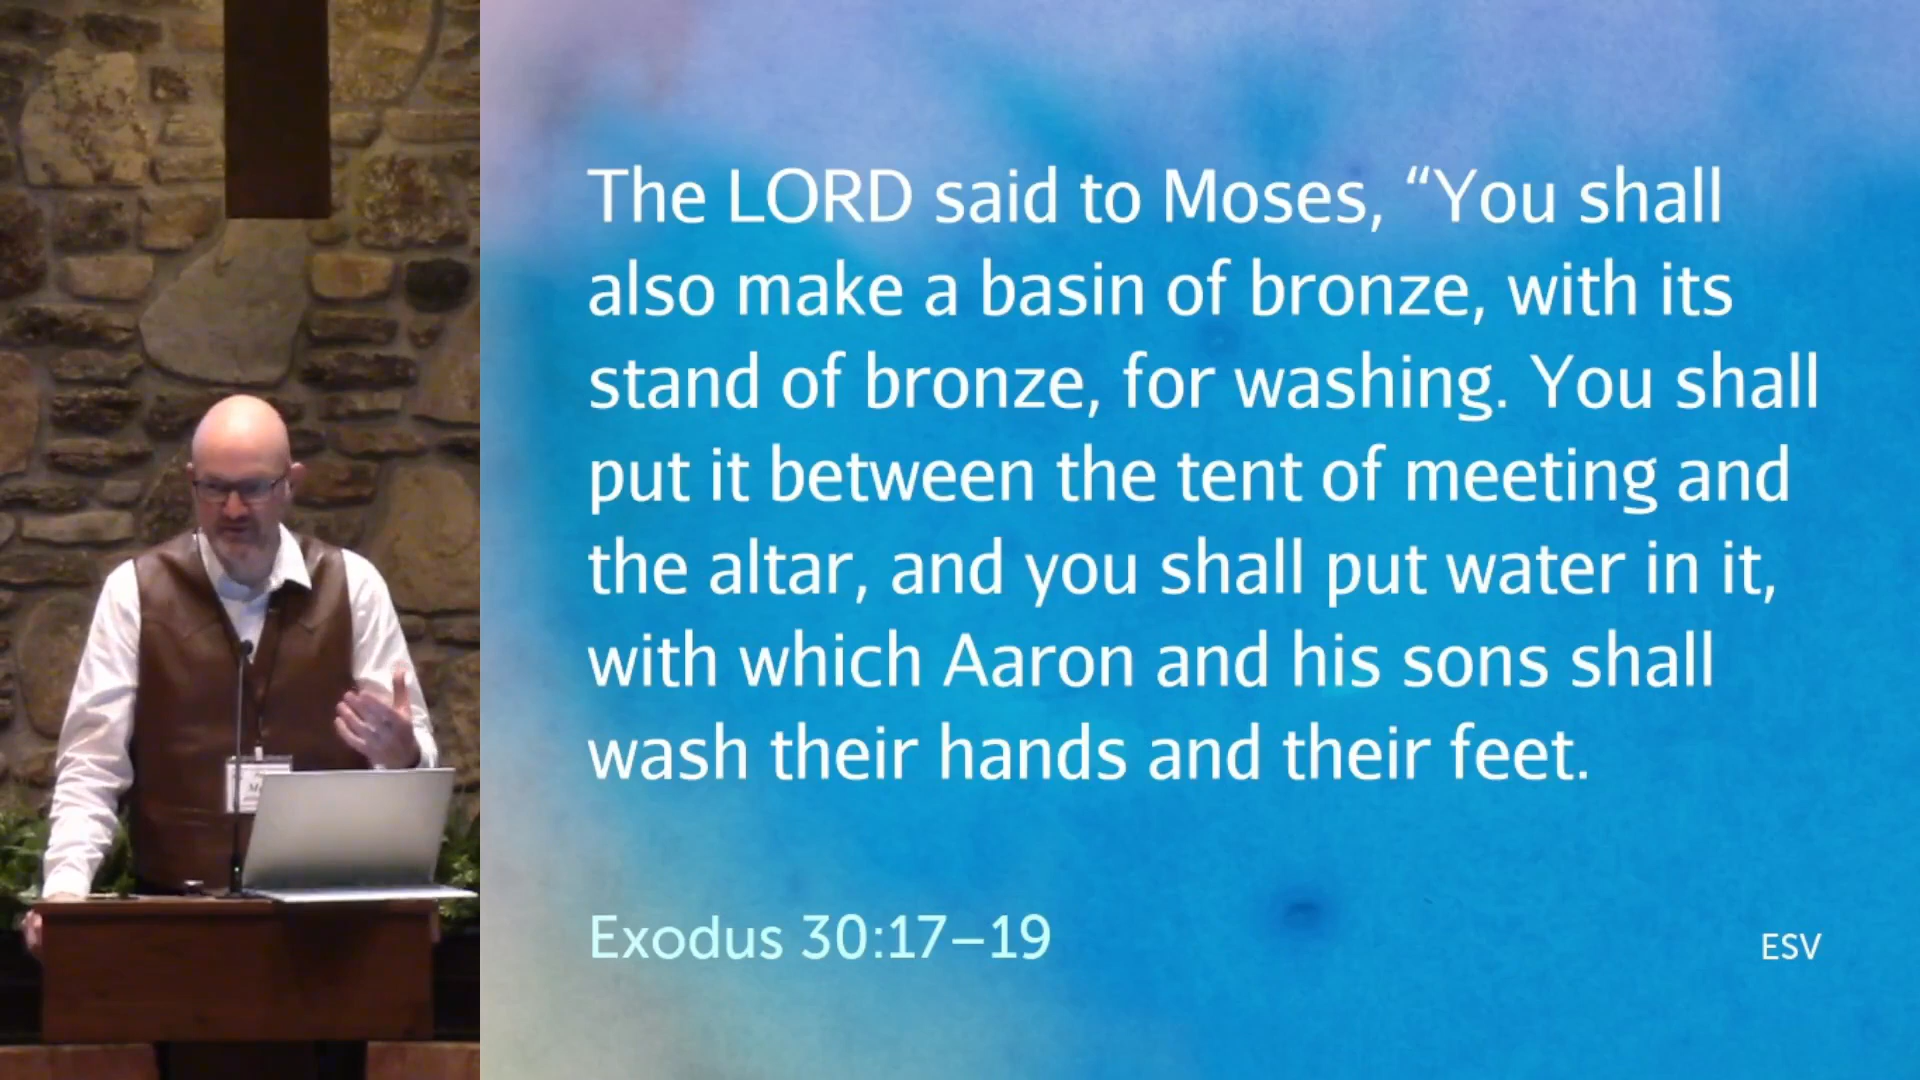 The LORD said to Moses, “You shall
also make a basin of bronze, with its
stand of bronze, for washing. You shall
put it between the tent of meeting and
the altar, and you shall put water in it,
with which Aaron and his sons shall
wash their hands and their feet.
Exodus 30:17–19
ESV